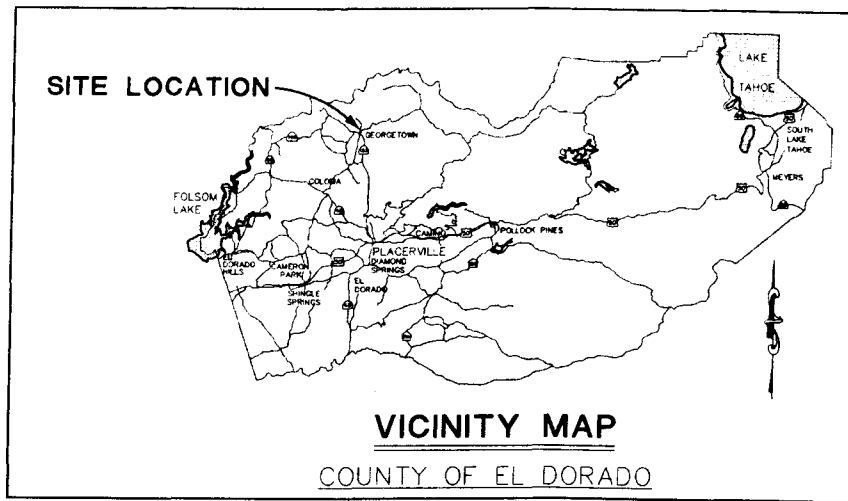 LAKE
TAHOE
SITE LOCATION
GEORGETOWN
SOUTH
LAKE
TAHOE
MEYERS
COLOMA
FOLSOM
LAKE
CAMINO
POLLOCK PINES
PLACERVILLE
DIAMOND
SPRINGS
EL
DORADO
HILLS
CAMERON
PARK
EL
DORADO
SHINGLE
SPRINGS
VICINITY MAP
COUNTY OF EL DORADO